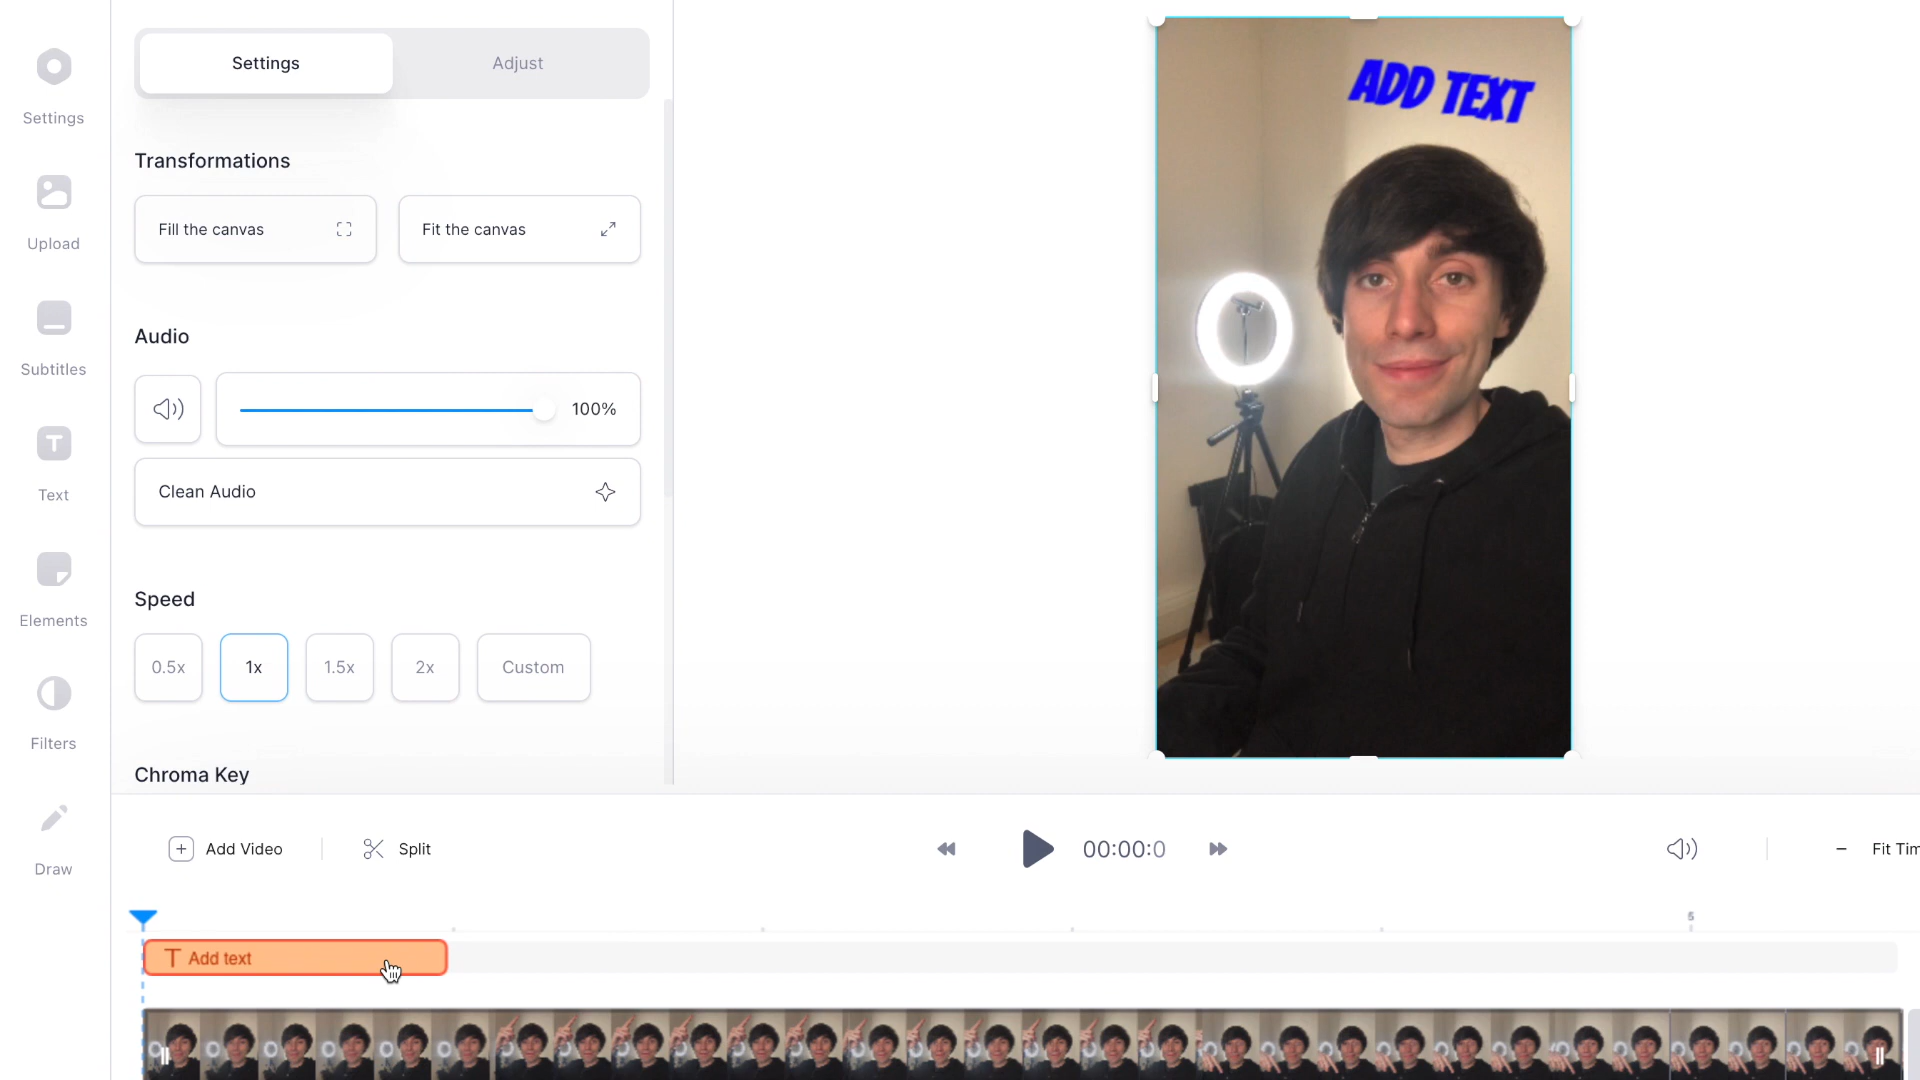 Settings
Upload
Subtitles
Text
Elements
Filters
Draw
Settings
Adjust
Transformations
Fill the canvas
Fit the canvas
Audio
100%
Clean Audio
Speed
0.5x
1x
1.5x
2x
Custom
Chroma Key
ADD TEXT
Add Video
Split
00:00:0
− Fit Tim
5
T Add text